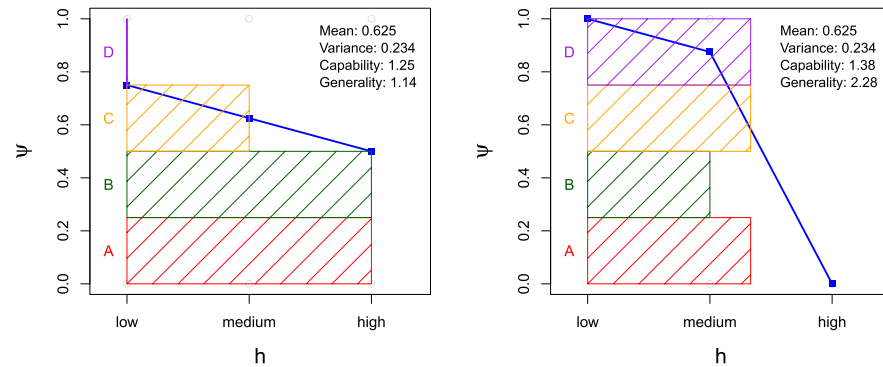 Mean: 0.625
Variance: 0.234
Capability: 1.25
Generality: 1.14
ψ
1.0
0.8
0.6
0.4
0.2
0.0
D
C
B
A
low medium high
h
Mean: 0.625
Variance: 0.234
Capability: 1.38
Generality: 2.28
ψ
1.0
0.8
0.6
0.4
0.2
0.0
D
C
B
A
low medium high
h